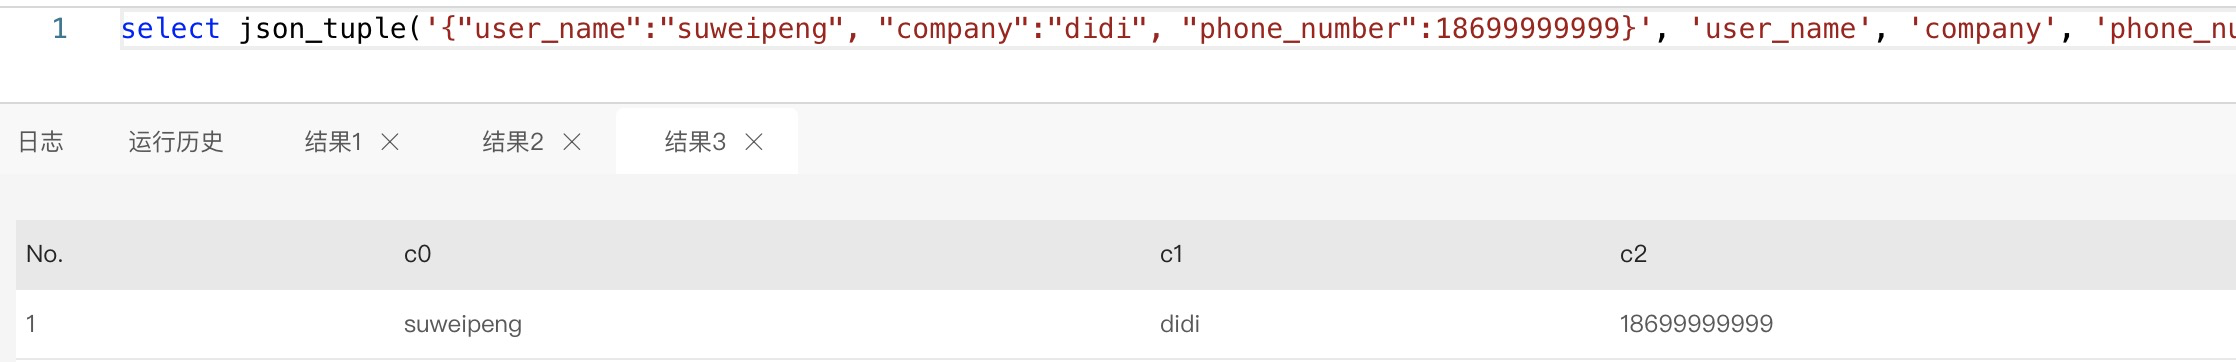 1 select json_tuple('{"user_name":"suweipeng", "company":"didi", "phone_number":18699999999}', 'user_name', 'company', 'phone_nu
日志 运行历史 结果1 结果2 结果3
No. c0 c1 c2
1 suweipeng didi 18699999999